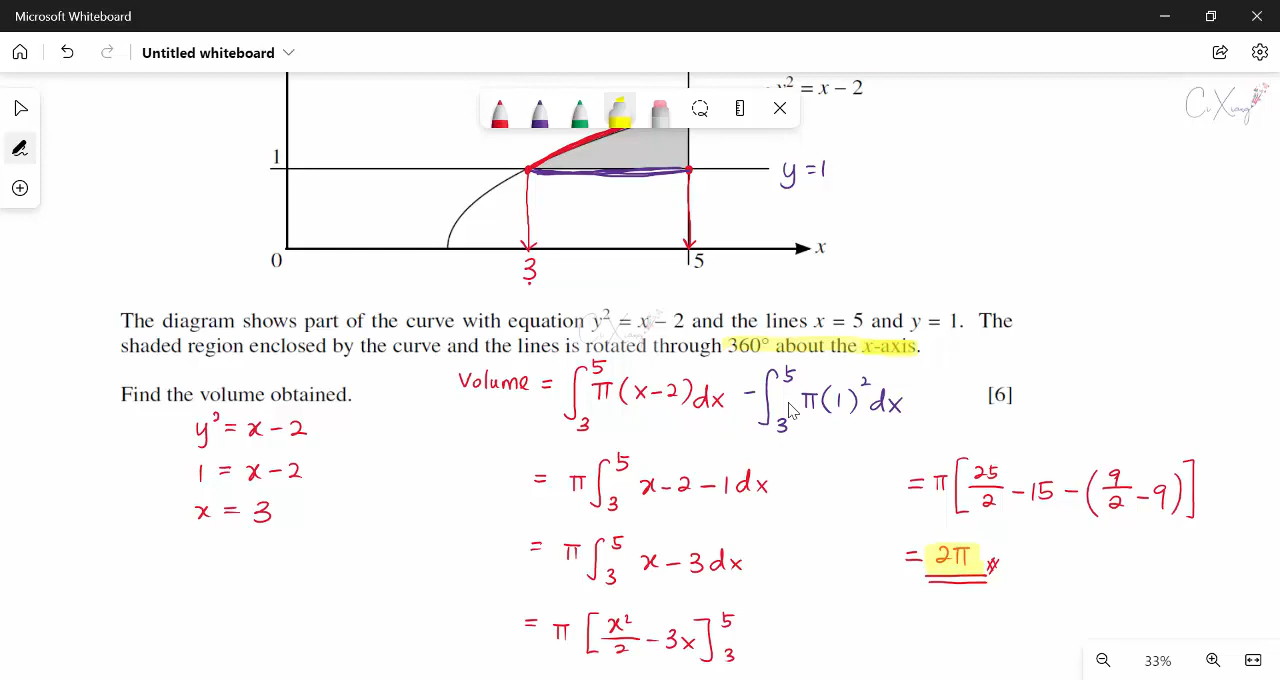 Microsoft Whiteboard
Untitled whiteboard
y² = x − 2
Ci Xiang
1
y = 1
0
3
5
x
The diagram shows part of the curve with equation y² = x − 2 and the lines x = 5 and y = 1. The
shaded region enclosed by the curve and the lines is rotated through 360° about the x-axis.
Find the volume obtained. [6]
Volume = ∫₃⁵ π(x−2)dx − ∫₃⁵ π(1)² dx
y² = x − 2
1 = x − 2
x = 3
= π ∫₃⁵ x − 2 − 1 dx
= π ∫₃⁵ x − 3 dx
= π [x²/2 − 3x]₃⁵
= π [25/2 − 15 − (9/2 − 9)]
= 2π
33%